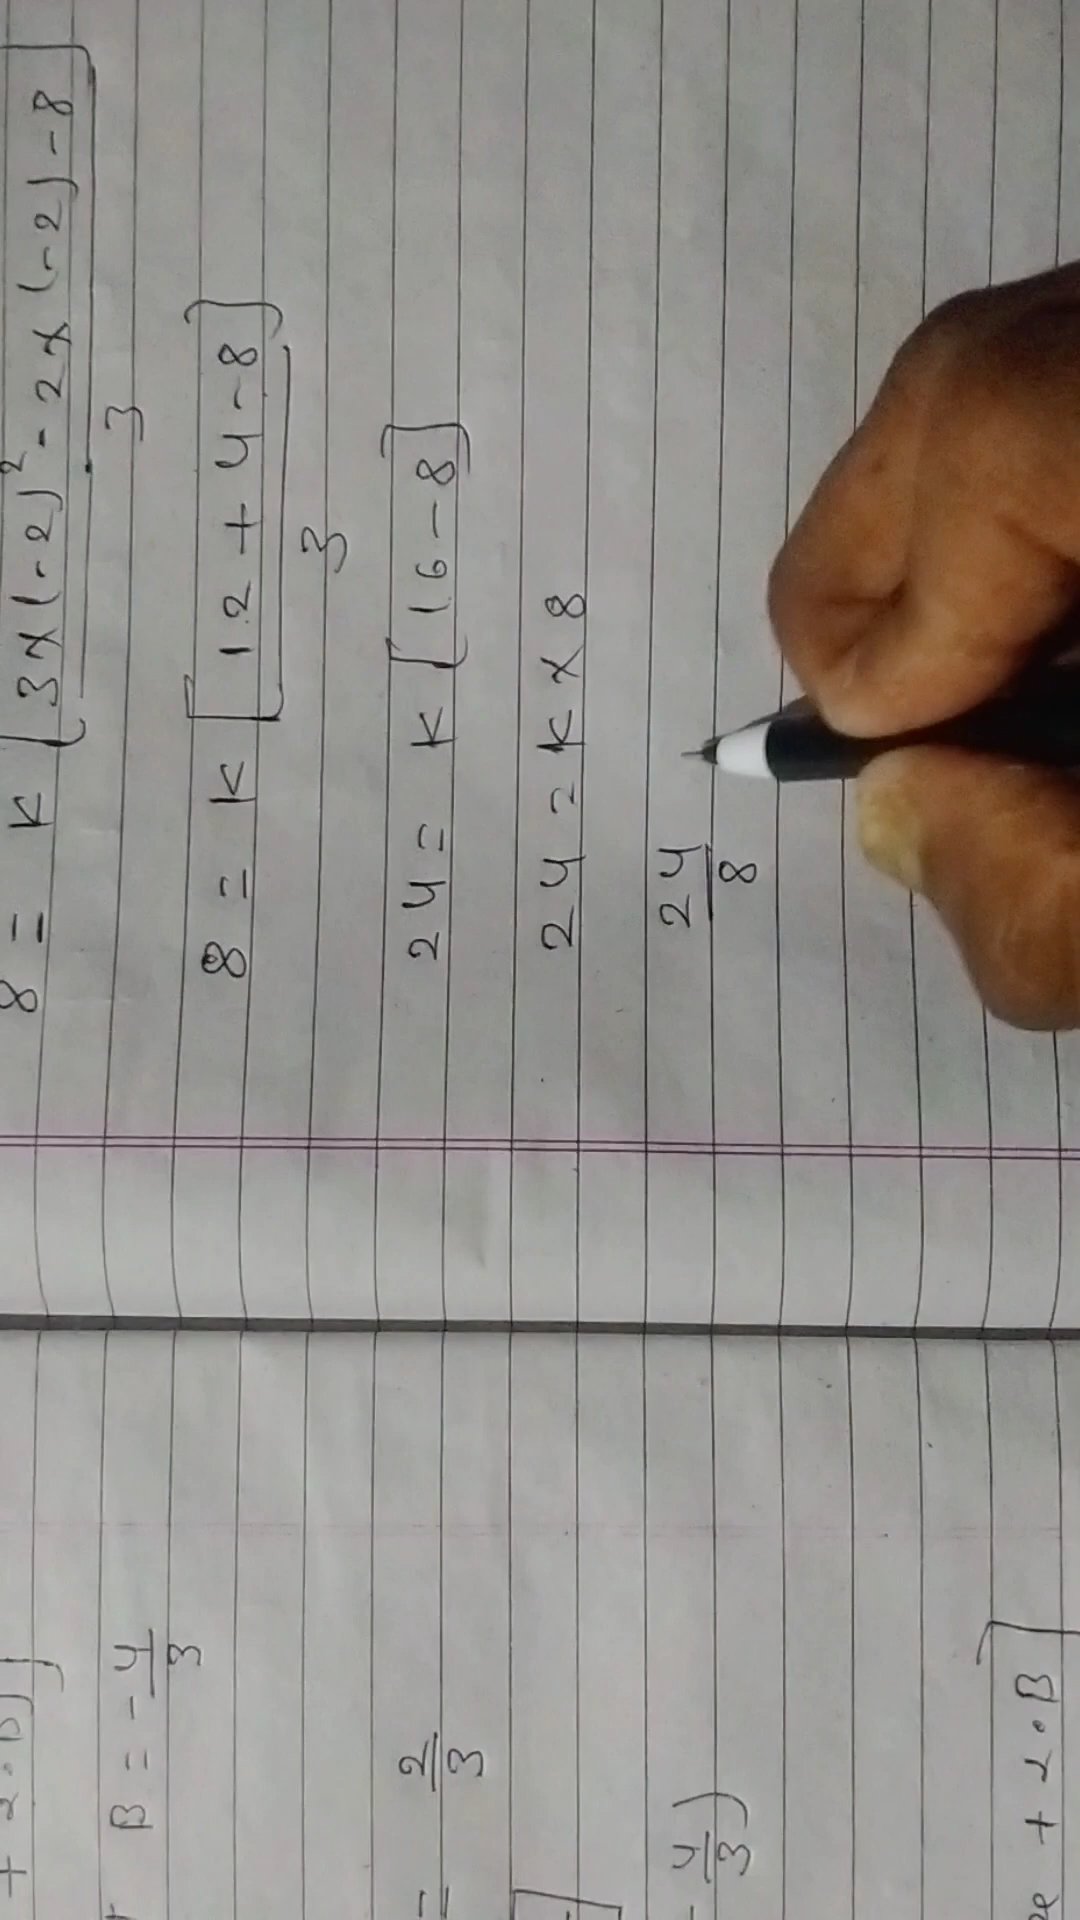 8 = K [3×(-2)² - 2×(-2) - 8]
3
8 = K [12 + 4 - 8]
3
24 = K [16 - 8]
24 = K × 8
24
8
+ 2·B]
B = -4/3
= 2/3
- 4/3)
+ 2·B